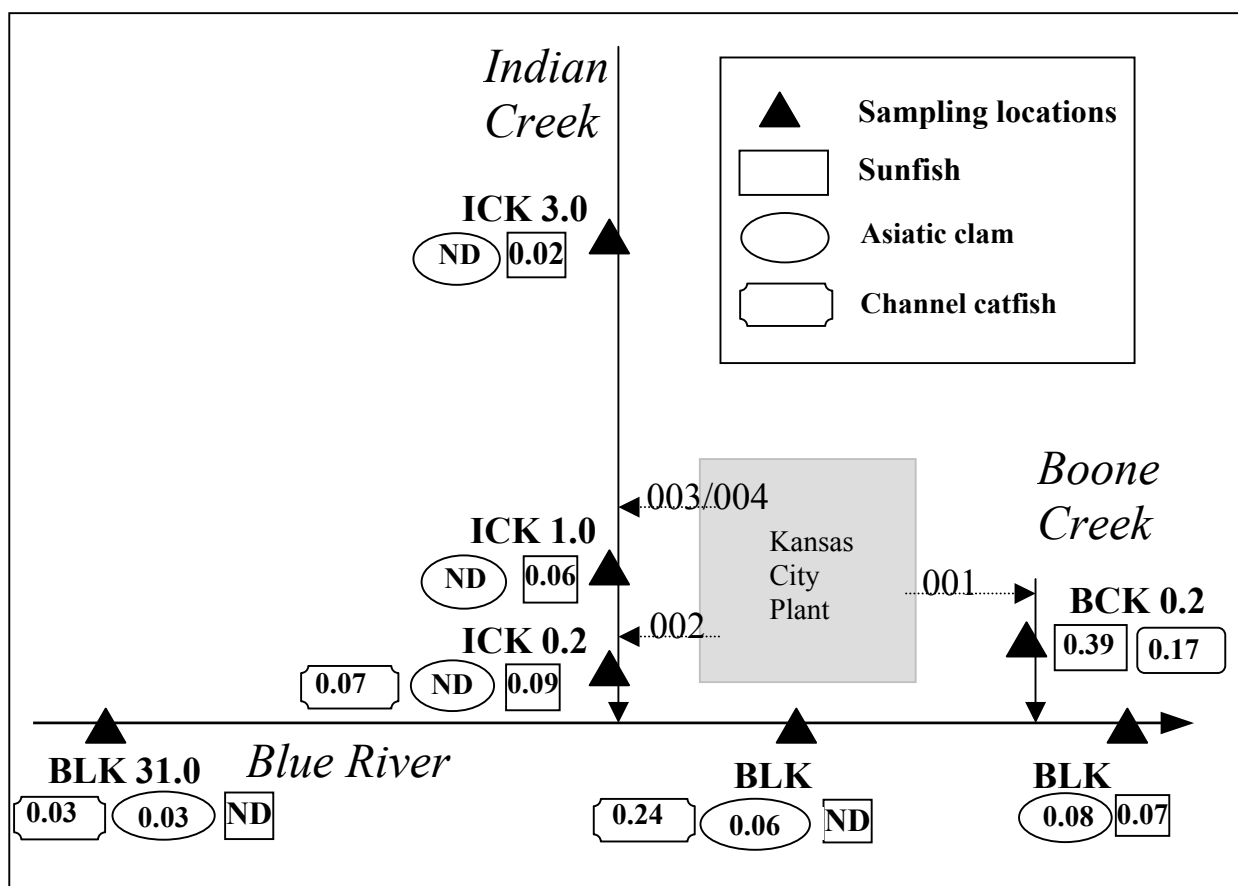 Indian
Creek
Sampling locations
Sunfish
Asiatic clam
Channel catfish
ICK 3.0
ND 0.02
003/004
ICK 1.0
ND 0.06
Kansas
City
Plant
Boone
Creek
001
002
BCK 0.2
0.39 0.17
ICK 0.2
0.07 ND 0.09
Blue River
BLK 31.0
0.03 0.03 ND
BLK
0.24 0.06 ND
BLK
0.08 0.07